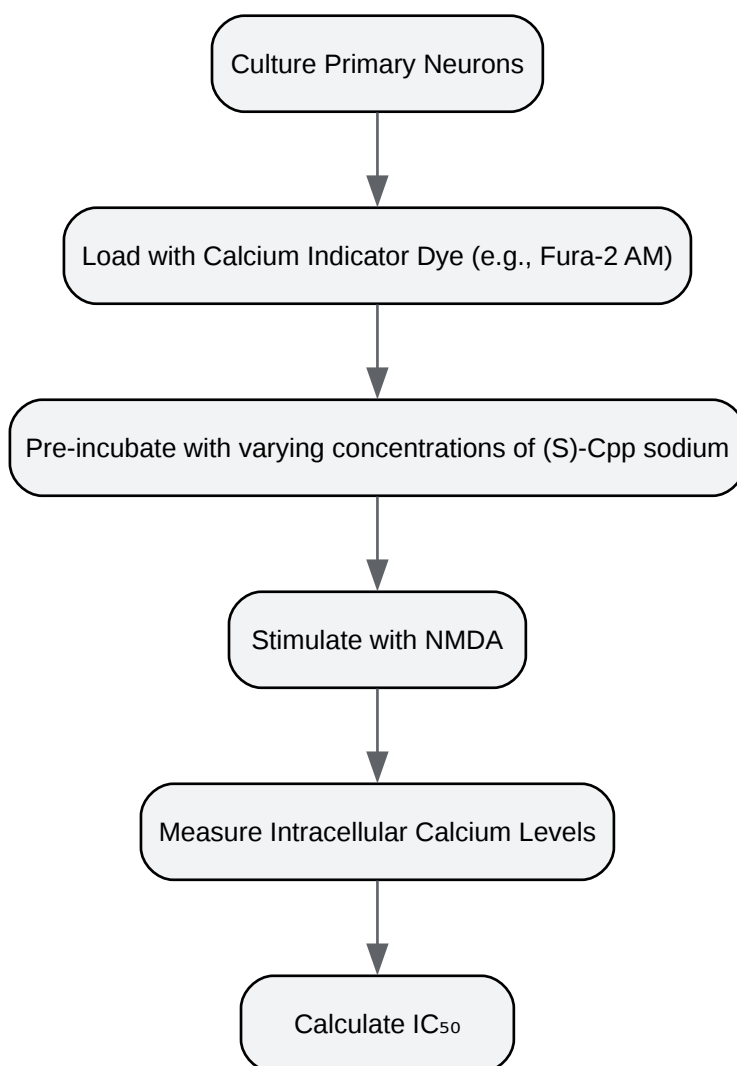 Culture Primary Neurons
Load with Calcium Indicator Dye (e.g., Fura-2 AM)
Pre-incubate with varying concentrations of (S)-Cpp sodium
Stimulate with NMDA
Measure Intracellular Calcium Levels
Calculate IC₅₀